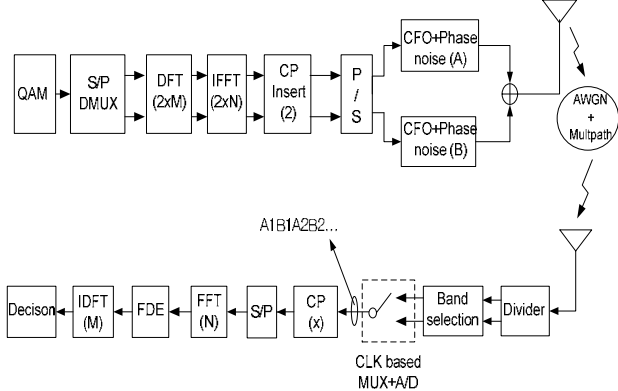 QAM
S/P
DMUX
DFT
(2xM)
IFFT
(2xN)
CP
Insert
(2)
P
/
S
CFO+Phase
noise (A)
CFO+Phase
noise (B)
AWGN
+
Multpath
A1B1A2B2...
Decison
IDFT
(M)
FDE
FFT
(N)
S/P
CP
(x)
CLK based
MUX+A/D
Band
selection
Divider